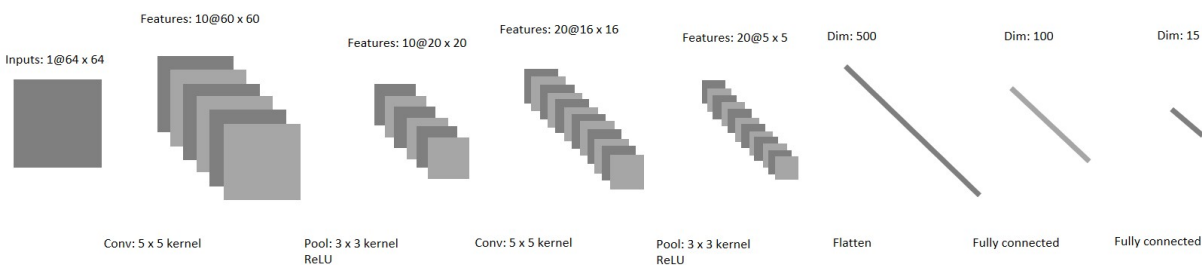 Inputs: 1@64 x 64
Features: 10@60 x 60
Features: 10@20 x 20
Features: 20@16 x 16
Features: 20@5 x 5
Dim: 500
Dim: 100
Dim: 15
Conv: 5 x 5 kernel
Pool: 3 x 3 kernel
ReLU
Conv: 5 x 5 kernel
Pool: 3 x 3 kernel
ReLU
Flatten
Fully connected
Fully connected